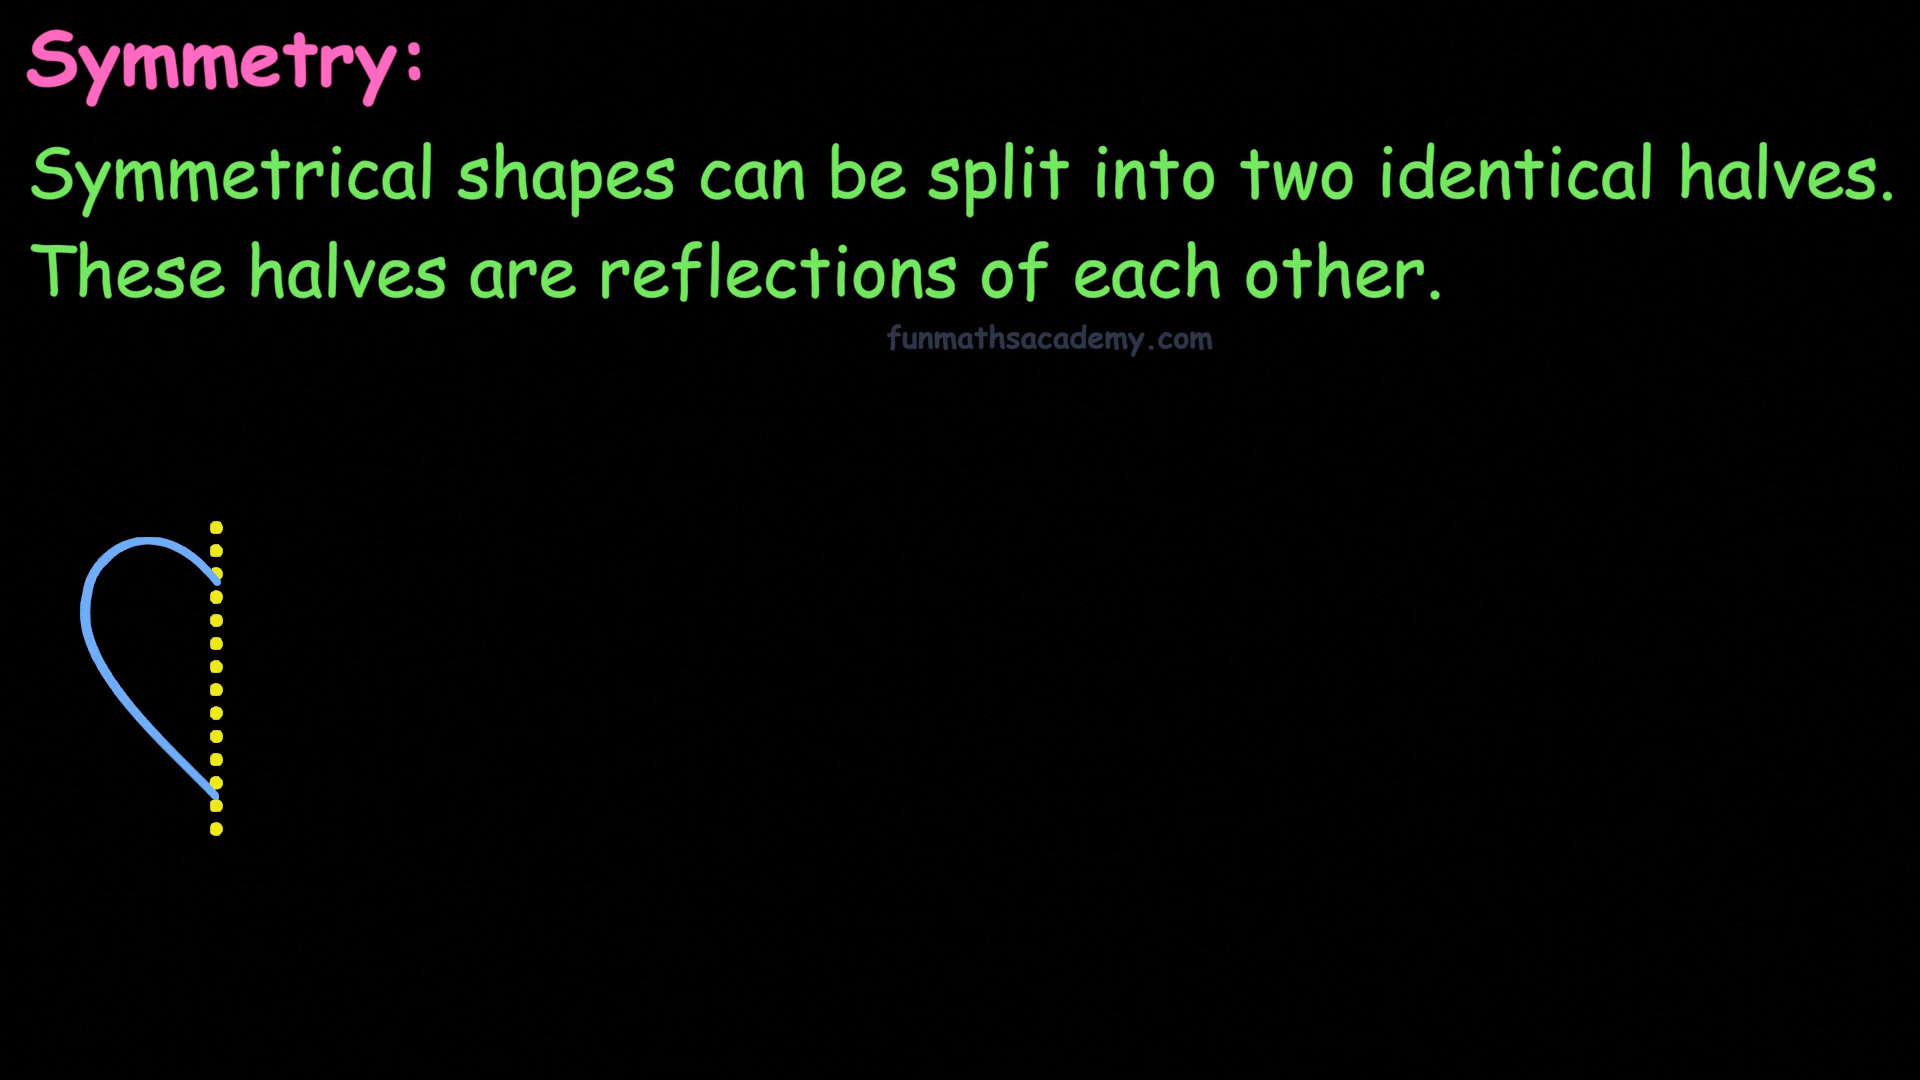 Symmetry:
Symmetrical shapes can be split into two identical halves.
These halves are reflections of each other.
funmathsacademy.com